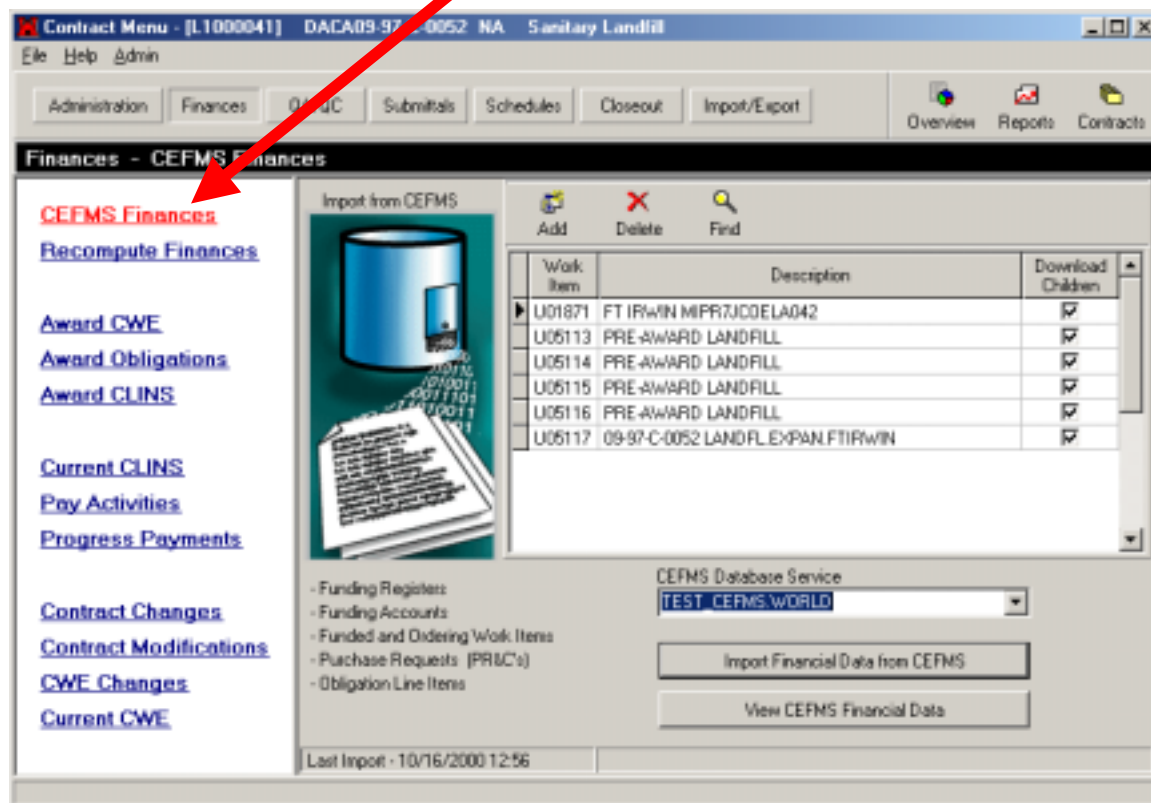 Contract Menu - [L1000041] DACA09-97-C-0052 NA Sanitary Landfill
File Help Admin
Administration Finances QA/QC Submittals Schedules Closeout Import/Export Overview Reports Contracts
Finances - CEFMS Finances
CEFMS Finances
Recompute Finances
Award CWE
Award Obligations
Award CLINS
Current CLINS
Pay Activities
Progress Payments
Contract Changes
Contract Modifications
CWE Changes
Current CWE
Import from CEFMS
Add Delete Find
Work Item Description Download Children
U01871 FT IRWIN MIPR7JCOELA042
U05113 PRE-AWARD LANDFILL
U05114 PRE-AWARD LANDFILL
U05115 PRE-AWARD LANDFILL
U05116 PRE-AWARD LANDFILL
U05117 09-97-C-0052 LANDFL.EXPAN.FTIRWIN
- Funding Registers
- Funding Accounts
- Funded and Ordering Work Items
- Purchase Requests (PR&C's)
- Obligation Line Items
CEFMS Database Service
TEST_CEFMS.WORLD
Import Financial Data from CEFMS
View CEFMS Financial Data
Last Import - 10/16/2000 12:56